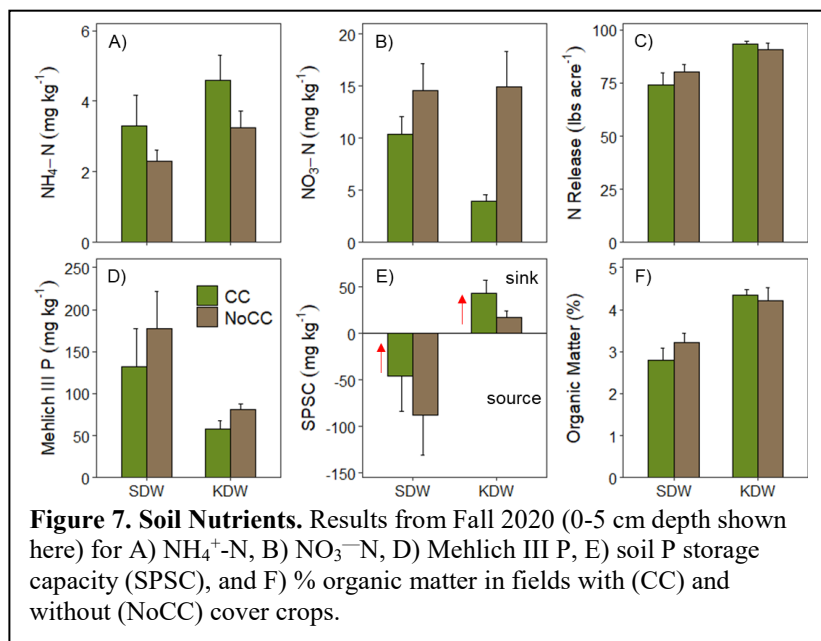 A)
NH₄–N (mg kg⁻¹)
6
4
2
0
B)
NO₃–N (mg kg⁻¹)
20
15
10
5
0
C)
N Release (lbs acre⁻¹)
100
75
50
25
0
D)
Mehlich III P (mg kg⁻¹)
250
200
150
100
50
0
CC
NoCC
SDW KDW
E)
SPSC (mg kg⁻¹)
50
0
-50
-100
-150
sink
source
SDW KDW
F)
Organic Matter (%)
5
4
3
2
1
0
SDW KDW
Figure 7. Soil Nutrients. Results from Fall 2020 (0-5 cm depth shown
here) for A) NH₄⁺-N, B) NO₃⁻–N, D) Mehlich III P, E) soil P storage
capacity (SPSC), and F) % organic matter in fields with (CC) and
without (NoCC) cover crops.